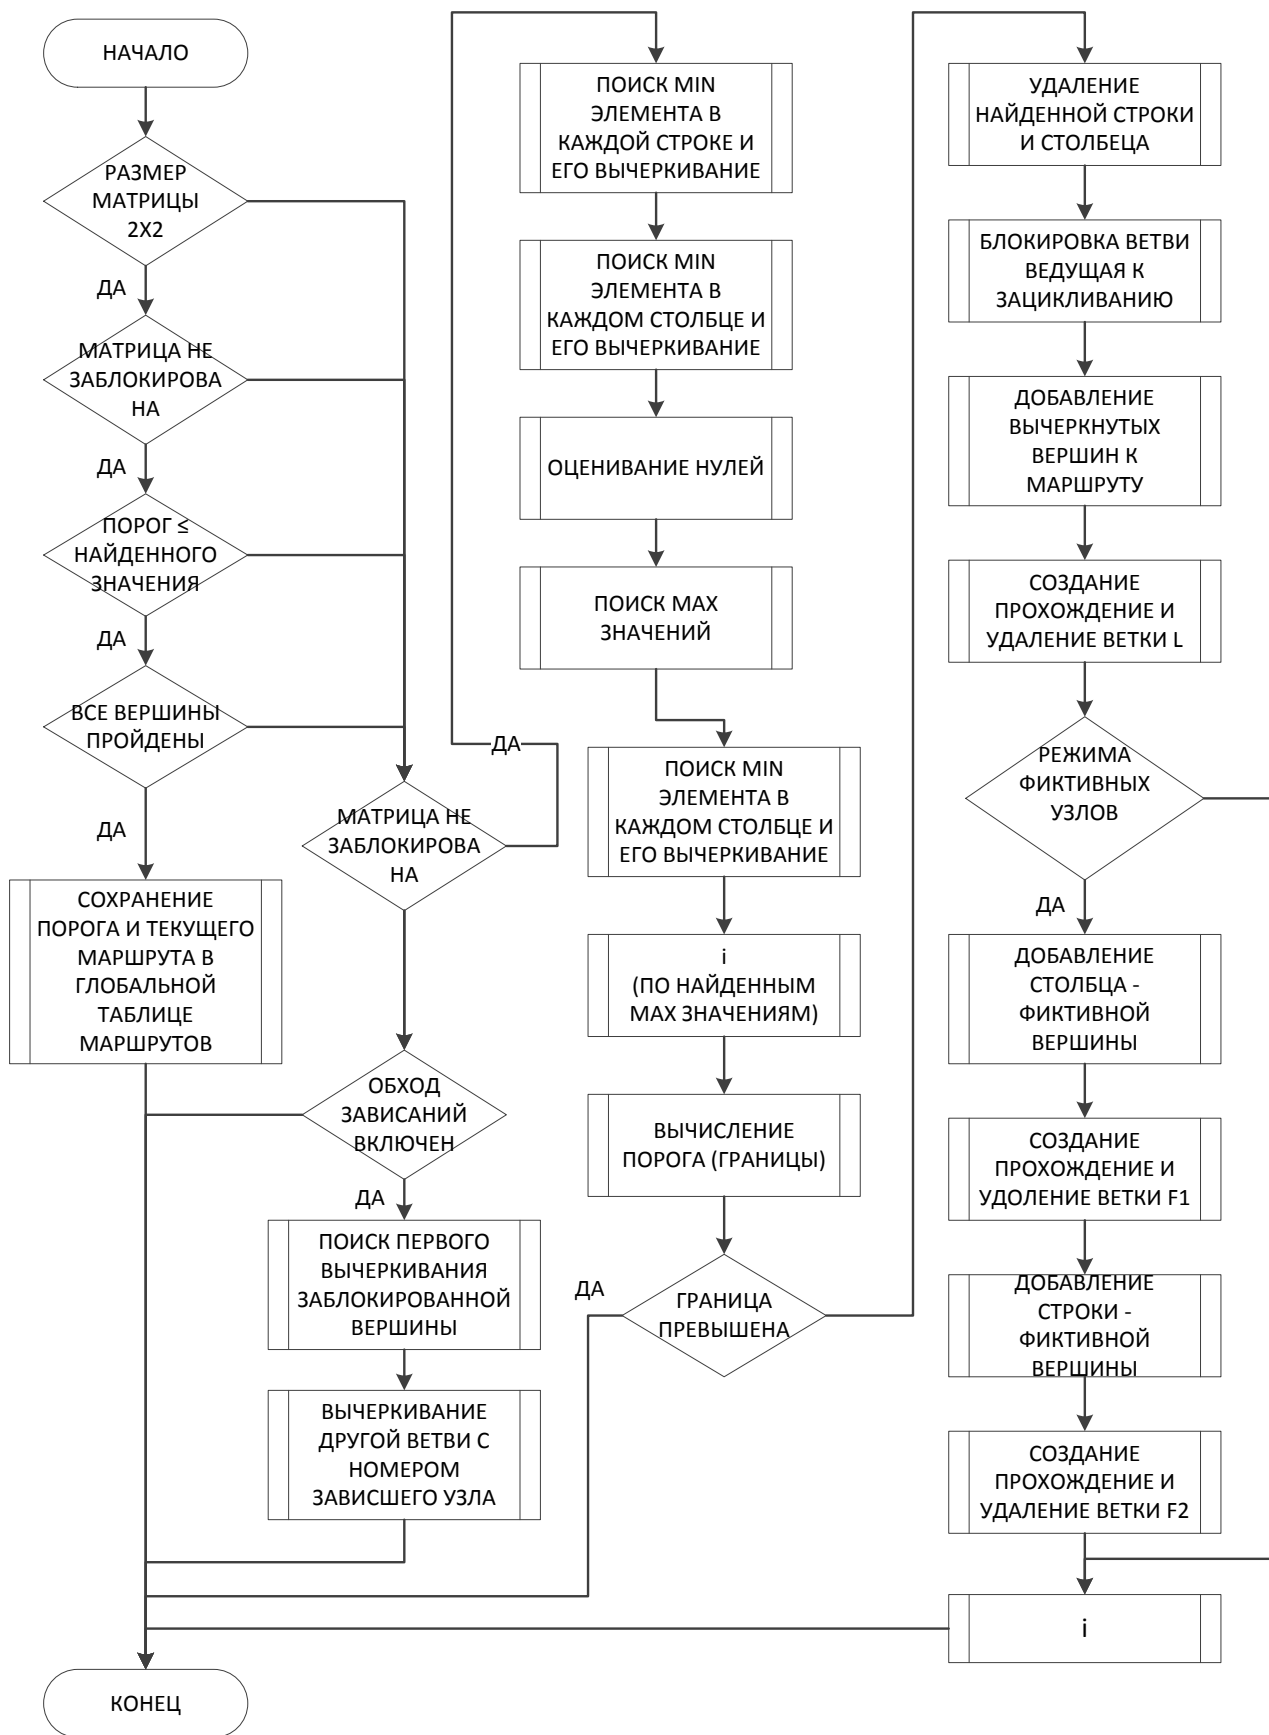 НАЧАЛО
РАЗМЕР
МАТРИЦЫ
2X2
ДА
МАТРИЦА НЕ
ЗАБЛОКИРОВА
НА
ДА
ПОРОГ ≤
НАЙДЕННОГО
ЗНАЧЕНИЯ
ДА
ВСЕ ВЕРШИНЫ
ПРОЙДЕНЫ
ДА
СОХРАНЕНИЕ
ПОРОГА И ТЕКУЩЕГО
МАРШРУТА В
ГЛОБАЛЬНОЙ
ТАБЛИЦЕ
МАРШРУТОВ
КОНЕЦ
МАТРИЦА НЕ
ЗАБЛОКИРОВА
НА
ДА
ОБХОД
ЗАВИСАНИЙ
ВКЛЮЧЕН
ДА
ПОИСК ПЕРВОГО
ВЫЧЕРКИВАНИЯ
ЗАБЛОКИРОВАННОЙ
ВЕРШИНЫ
ВЫЧЕРКИВАНИЕ
ДРУГОЙ ВЕТВИ С
НОМЕРОМ
ЗАВИСШЕГО УЗЛА
ПОИСК MIN
ЭЛЕМЕНТА В
КАЖДОЙ СТРОКЕ И
ЕГО ВЫЧЕРКИВАНИЕ
ПОИСК MIN
ЭЛЕМЕНТА В
КАЖДОМ СТОЛБЦЕ И
ЕГО ВЫЧЕРКИВАНИЕ
ОЦЕНИВАНИЕ НУЛЕЙ
ПОИСК MAX
ЗНАЧЕНИЙ
ПОИСК MIN
ЭЛЕМЕНТА В
КАЖДОМ СТОЛБЦЕ И
ЕГО ВЫЧЕРКИВАНИЕ
i
(ПО НАЙДЕННЫМ
MAX ЗНАЧЕНИЯМ)
ВЫЧИСЛЕНИЕ
ПОРОГА (ГРАНИЦЫ)
ДА
ГРАНИЦА
ПРЕВЫШЕНА
УДАЛЕНИЕ
НАЙДЕННОЙ СТРОКИ
И СТОЛБЕЦА
БЛОКИРОВКА ВЕТВИ
ВЕДУЩАЯ К
ЗАЦИКЛИВАНИЮ
ДОБАВЛЕНИЕ
ВЫЧЕРКНУТЫХ
ВЕРШИН К
МАРШРУТУ
СОЗДАНИЕ
ПРОХОЖДЕНИЕ И
УДАЛЕНИЕ ВЕТКИ L
РЕЖИМА
ФИКТИВНЫХ
УЗЛОВ
ДА
ДОБАВЛЕНИЕ
СТОЛБЦА -
ФИКТИВНОЙ
ВЕРШИНЫ
СОЗДАНИЕ
ПРОХОЖДЕНИЕ И
УДОЛЕНИЕ ВЕТКИ F1
ДОБАВЛЕНИЕ
СТРОКИ -
ФИКТИВНОЙ
ВЕРШИНЫ
СОЗДАНИЕ
ПРОХОЖДЕНИЕ И
УДАЛЕНИЕ ВЕТКИ F2
i